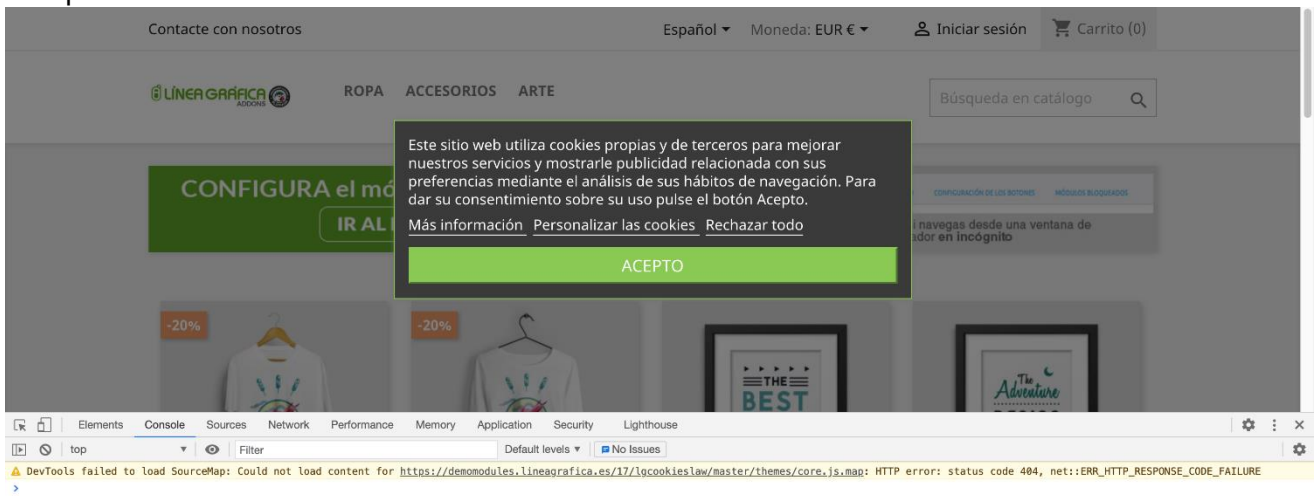 Contacte con nosotros
Español Moneda: EUR € Iniciar sesión Carrito (0)
LÍNEA GRÁFICA
ADDONS
ROPA ACCESORIOS ARTE
Búsqueda en catálogo
Este sitio web utiliza cookies propias y de terceros para mejorar
nuestros servicios y mostrarle publicidad relacionada con sus
preferencias mediante el análisis de sus hábitos de navegación. Para
dar su consentimiento sobre su uso pulse el botón Acepto.
Más información Personalizar las cookies Rechazar todo
ACEPTO
CONFIGURA el mó
IR AL
CONFIGURACIÓN DE LOS BOTONES MÓDULOS BLOQUEADOS
navegas desde una ventana de
ador en incógnito
-20%
-20%
THE
BEST
The
Adventure
Elements Console Sources Network Performance Memory Application Security Lighthouse
top Filter Default levels No Issues
DevTools failed to load SourceMap: Could not load content for https://demomodules.lineagrafica.es/17/lgcookieslaw/master/themes/core.js.map: HTTP error: status code 404, net::ERR_HTTP_RESPONSE_CODE_FAILURE